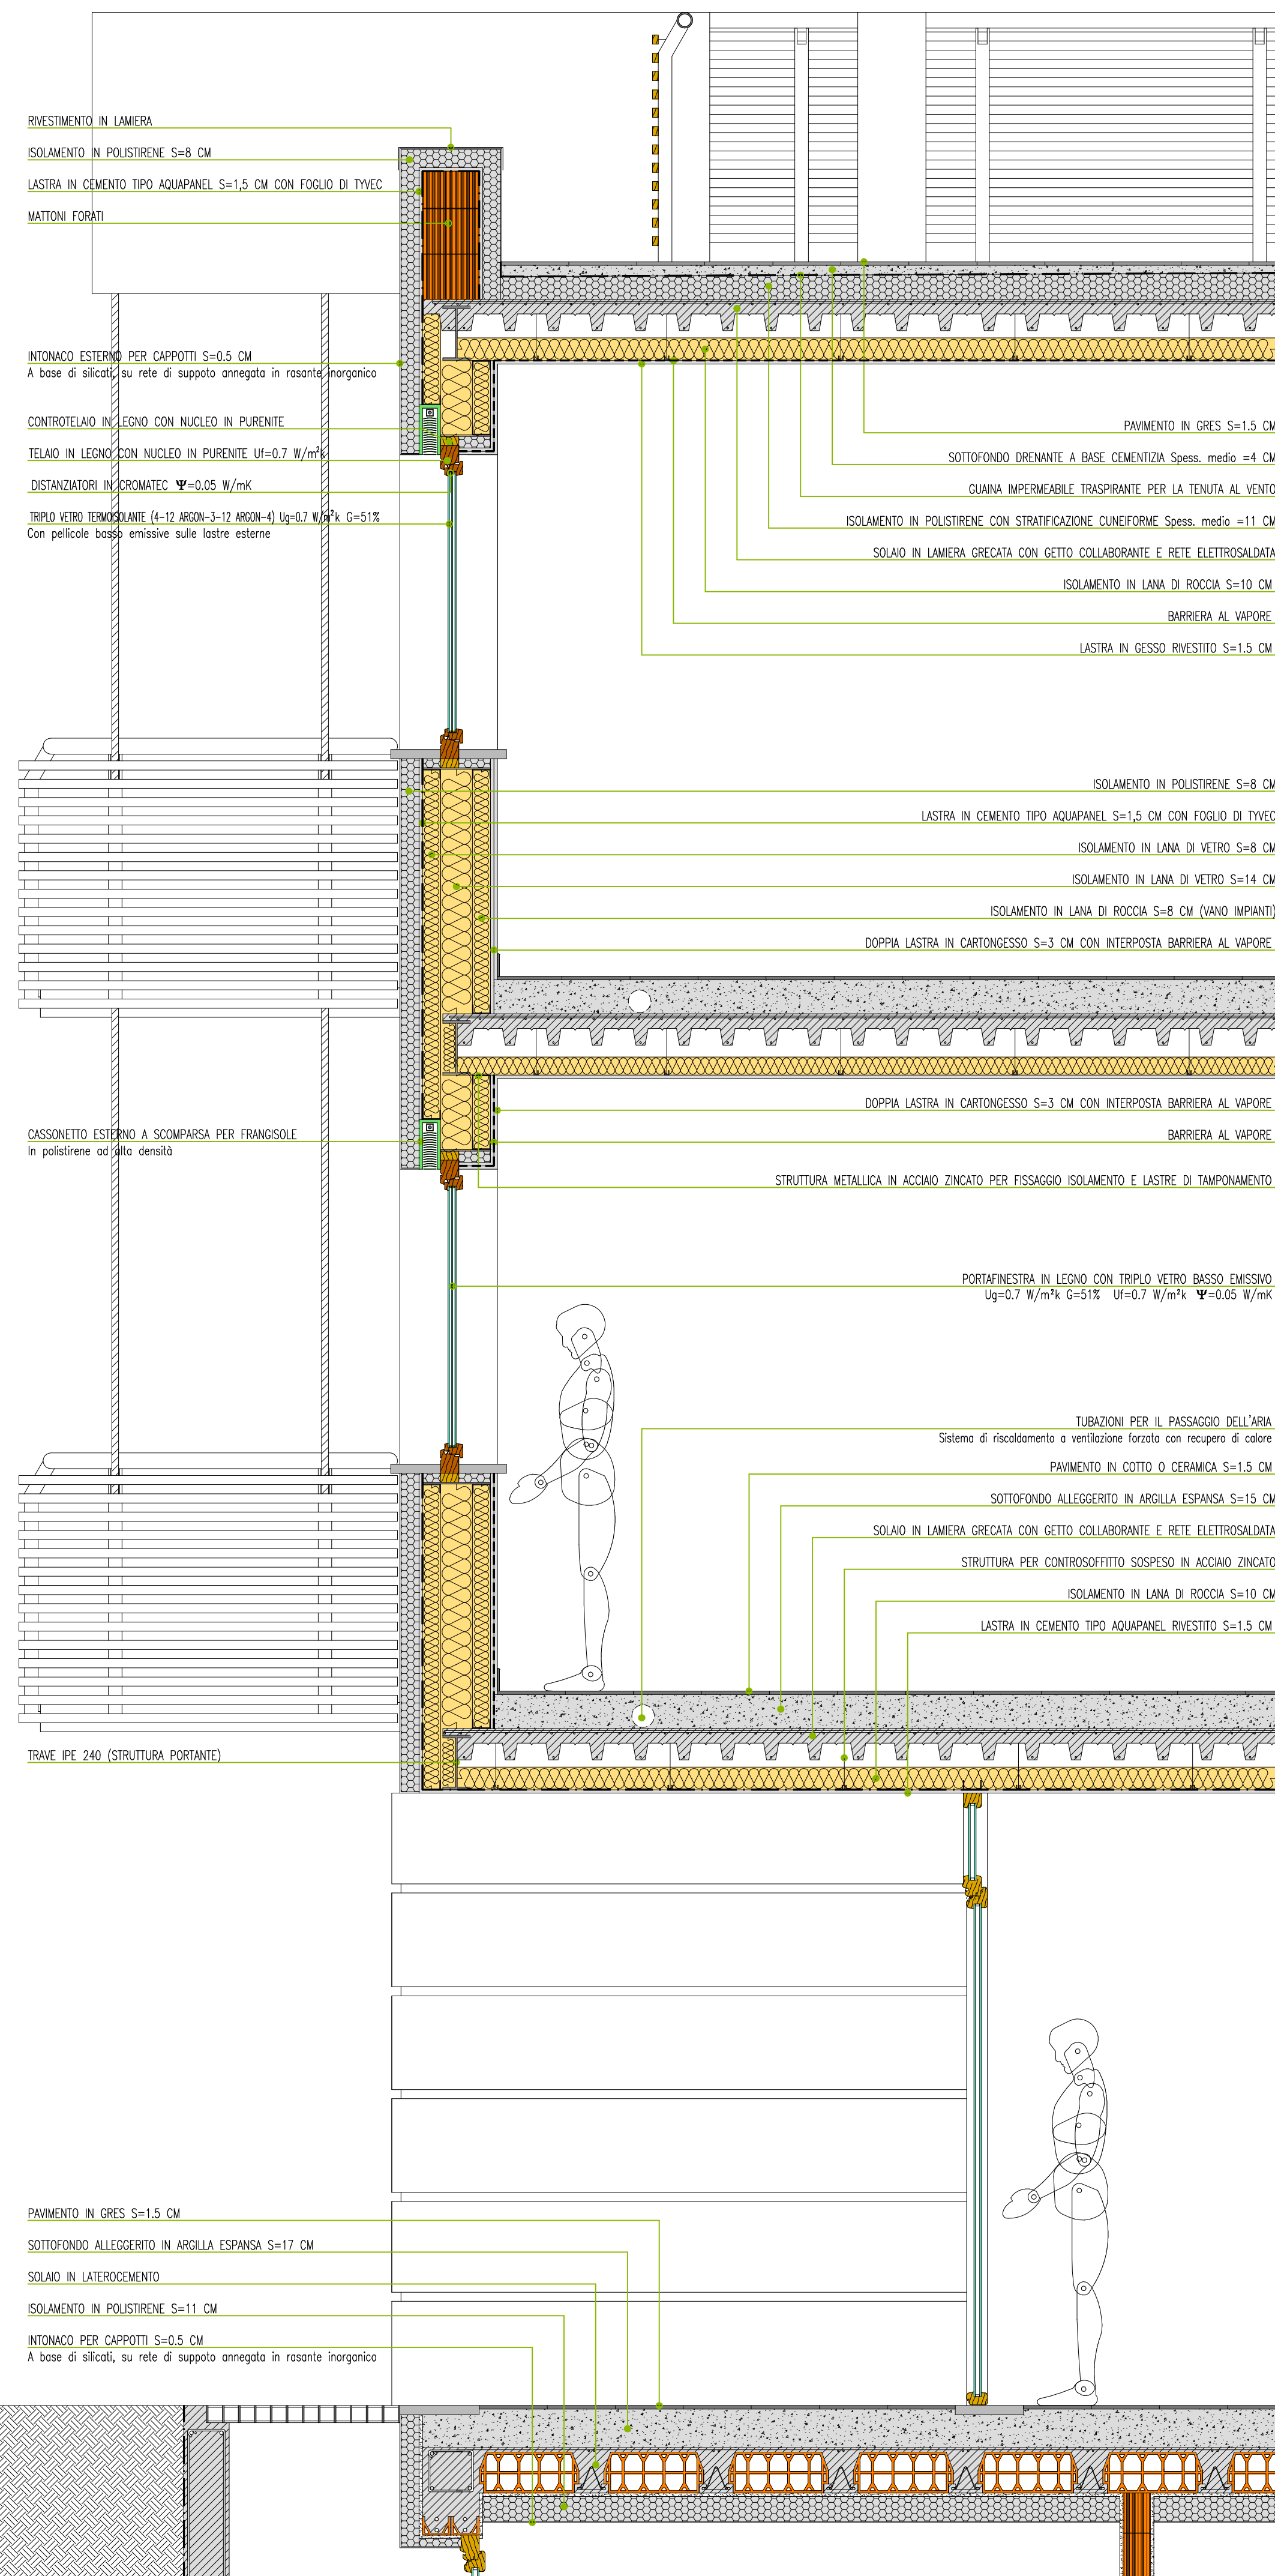 RIVESTIMENTO IN LAMIERA
ISOLAMENTO IN POLISTIRENE S=8 CM
LASTRA IN CEMENTO TIPO AQUAPANEL S=1,5 CM CON FOGLIO DI TYVEC
MATTONI FORATI
INTONACO ESTERNO PER CAPPOTTI S=0.5 CM
A base di silicati, su rete di suppoto annegata in rasante inorganico
CONTROTELAIO IN LEGNO CON NUCLEO IN PURENITE
TELAIO IN LEGNO CON NUCLEO IN PURENITE Uf=0.7 W/m²k
DISTANZIATORI IN CROMATEC Ψ=0.05 W/mK
TRIPLO VETRO TERMOISOLANTE (4-12 ARGON-3-12 ARGON-4) Ug=0.7 W/m²k G=51%
Con pellicole basso emissive sulle lastre esterne
PAVIMENTO IN GRES S=1.5 CM
SOTTOFONDO DRENANTE A BASE CEMENTIZIA Spess. medio =4 CM
GUAINA IMPERMEABILE TRASPIRANTE PER LA TENUTA AL VENTO
ISOLAMENTO IN POLISTIRENE CON STRATIFICAZIONE CUNEIFORME Spess. medio =11 CM
SOLAIO IN LAMIERA GRECATA CON GETTO COLLABORANTE E RETE ELETTROSALDATA
ISOLAMENTO IN LANA DI ROCCIA S=10 CM
BARRIERA AL VAPORE
LASTRA IN GESSO RIVESTITO S=1.5 CM
ISOLAMENTO IN POLISTIRENE S=8 CM
LASTRA IN CEMENTO TIPO AQUAPANEL S=1,5 CM CON FOGLIO DI TYVEC
ISOLAMENTO IN LANA DI VETRO S=8 CM
ISOLAMENTO IN LANA DI VETRO S=14 CM
ISOLAMENTO IN LANA DI ROCCIA S=8 CM (VANO IMPIANTI)
DOPPIA LASTRA IN CARTONGESSO S=3 CM CON INTERPOSTA BARRIERA AL VAPORE
DOPPIA LASTRA IN CARTONGESSO S=3 CM CON INTERPOSTA BARRIERA AL VAPORE
CASSONETTO ESTERNO A SCOMPARSA PER FRANGISOLE
In polistirene ad alta densità
BARRIERA AL VAPORE
STRUTTURA METALLICA IN ACCIAIO ZINCATO PER FISSAGGIO ISOLAMENTO E LASTRE DI TAMPONAMENTO
PORTAFINESTRA IN LEGNO CON TRIPLO VETRO BASSO EMISSIVO
Ug=0.7 W/m²k G=51% Uf=0.7 W/m²k Ψ=0.05 W/mK
TUBAZIONI PER IL PASSAGGIO DELL'ARIA
Sistema di riscaldamento a ventilazione forzata con recupero di calore
PAVIMENTO IN COTTO O CERAMICA S=1.5 CM
SOTTOFONDO ALLEGGERITO IN ARGILLA ESPANSA S=15 CM
SOLAIO IN LAMIERA GRECATA CON GETTO COLLABORANTE E RETE ELETTROSALDATA
STRUTTURA PER CONTROSOFFITTO SOSPESO IN ACCIAIO ZINCATO
ISOLAMENTO IN LANA DI ROCCIA S=10 CM
LASTRA IN CEMENTO TIPO AQUAPANEL RIVESTITO S=1.5 CM
TRAVE IPE 240 (STRUTTURA PORTANTE)
PAVIMENTO IN GRES S=1.5 CM
SOTTOFONDO ALLEGGERITO IN ARGILLA ESPANSA S=17 CM
SOLAIO IN LATEROCEMENTO
ISOLAMENTO IN POLISTIRENE S=11 CM
INTONACO PER CAPPOTTI S=0.5 CM
A base di silicati, su rete di suppoto annegata in rasante inorganico